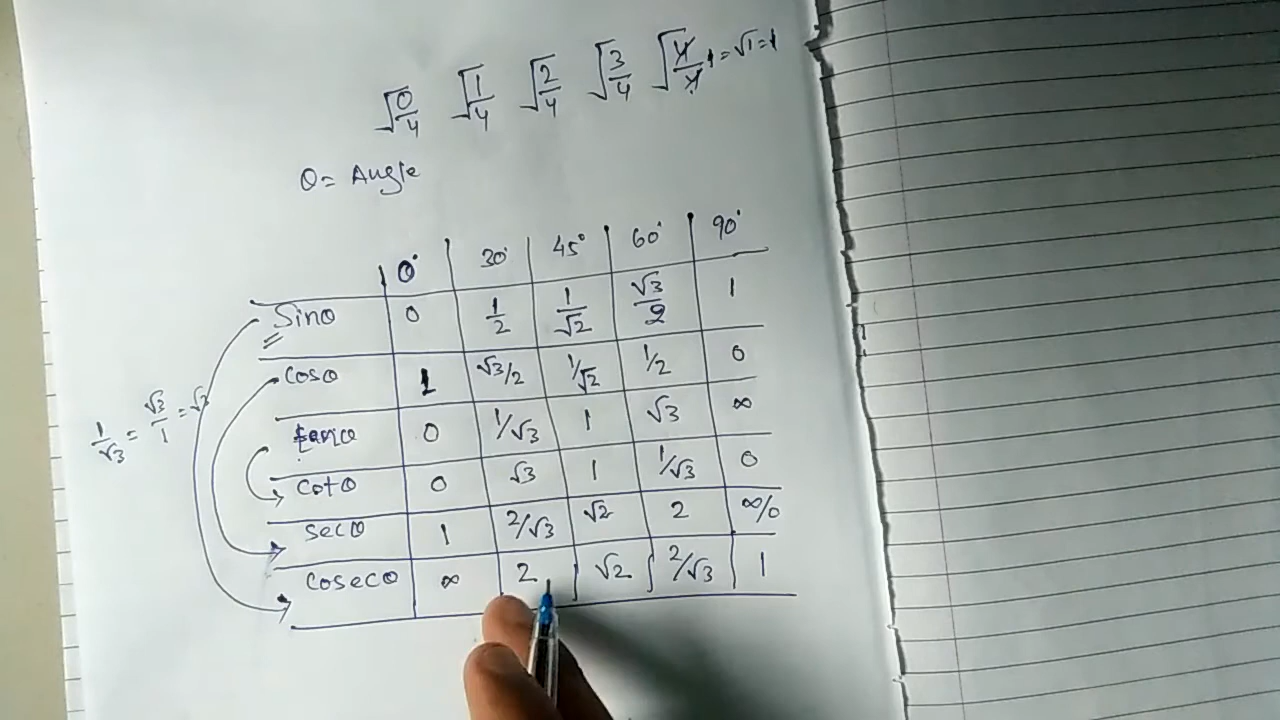 √0/4 √1/4 √2/4 √3/4 √4/4 1 = √1 = 1
θ = Angle
0° 30° 45° 60° 90°
Sinθ 0 1/2 1/√2 √3/2 1
cosθ 1 √3/2 1/√2 1/2 0
tanθ 0 1/√3 1 √3 ∞
cotθ 0 √3 1 1/√3 0
secθ 1 2/√3 √2 2 ∞/0
cosecθ ∞ 2 √2 2/√3 1
1/√3 = √3/1 = √3